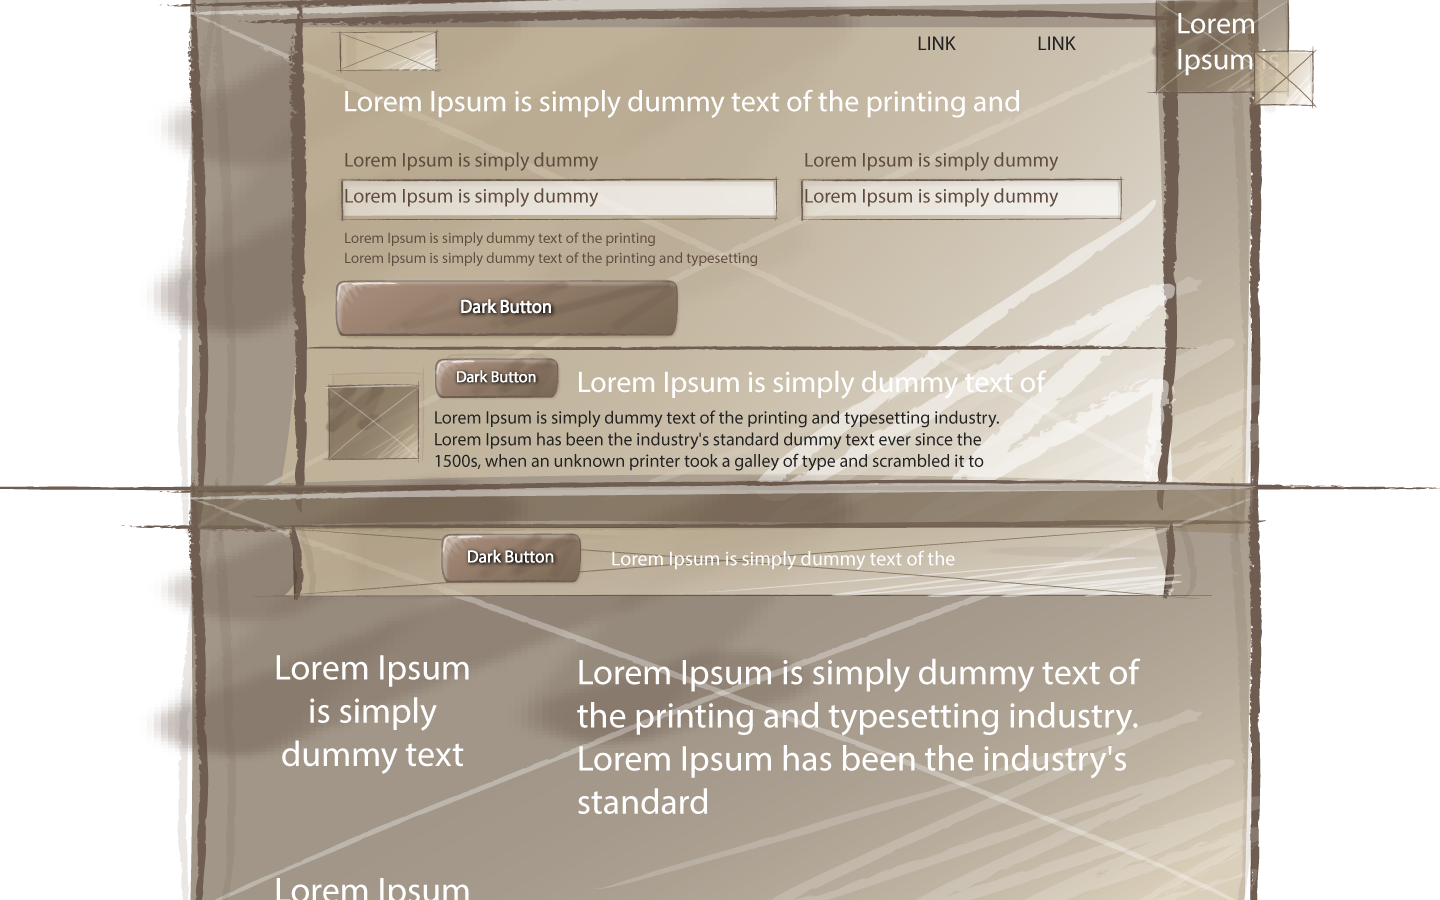 LINK
LINK
Lorem
Ipsum is
Lorem Ipsum is simply dummy text of the printing and
Lorem Ipsum is simply dummy
Lorem Ipsum is simply dummy
Lorem Ipsum is simply dummy
Lorem Ipsum is simply dummy
Lorem Ipsum is simply dummy text of the printing
Lorem Ipsum is simply dummy text of the printing and typesetting
Dark Button
Dark Button
Lorem Ipsum is simply dummy text of
Lorem Ipsum is simply dummy text of the printing and typesetting industry.
Lorem Ipsum has been the industry's standard dummy text ever since the
1500s, when an unknown printer took a galley of type and scrambled it to
Dark Button
Lorem Ipsum is simply dummy text of the
Lorem Ipsum
is simply
dummy text
Lorem Ipsum is simply dummy text of
the printing and typesetting industry.
Lorem Ipsum has been the industry's
standard
Lorem Ipsum